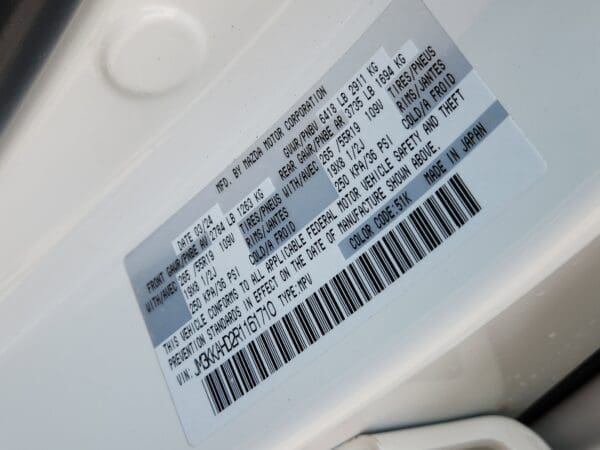 MFD. BY MAZDA MOTOR CORPORATION
DATE 03/24 GVWR/PNBV 6418 LB 2911 KG
FRONT GAWR/PNBE AV 2784 LB 1263 KG REAR GAWR/PNBE AR 3735 LB 1694 KG
WITH/AVEC 265/55R19 109V TIRES/PNEUS WITH/AVEC 265/55R19 109V TIRES/PNEUS
19X8 1/2J RIMS/JANTES 19X8 1/2J RIMS/JANTES
250 KPA/36 PSI COLD/A FROID 250 KPA/36 PSI COLD/A FROID
THIS VEHICLE CONFORMS TO ALL APPLICABLE FEDERAL MOTOR VEHICLE SAFETY AND THEFT
PREVENTION STANDARDS IN EFFECT ON THE DATE OF MANUFACTURE SHOWN ABOVE.
VIN: TYPE:MPV COLOR CODE:51K MADE IN JAPAN